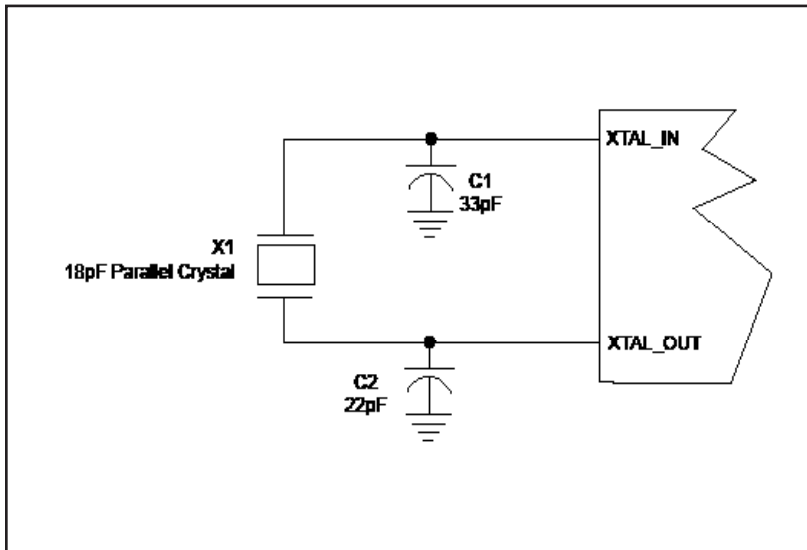 XTAL_IN
C1
33pF
X1
18pF Parallel Crystal
XTAL_OUT
C2
22pF